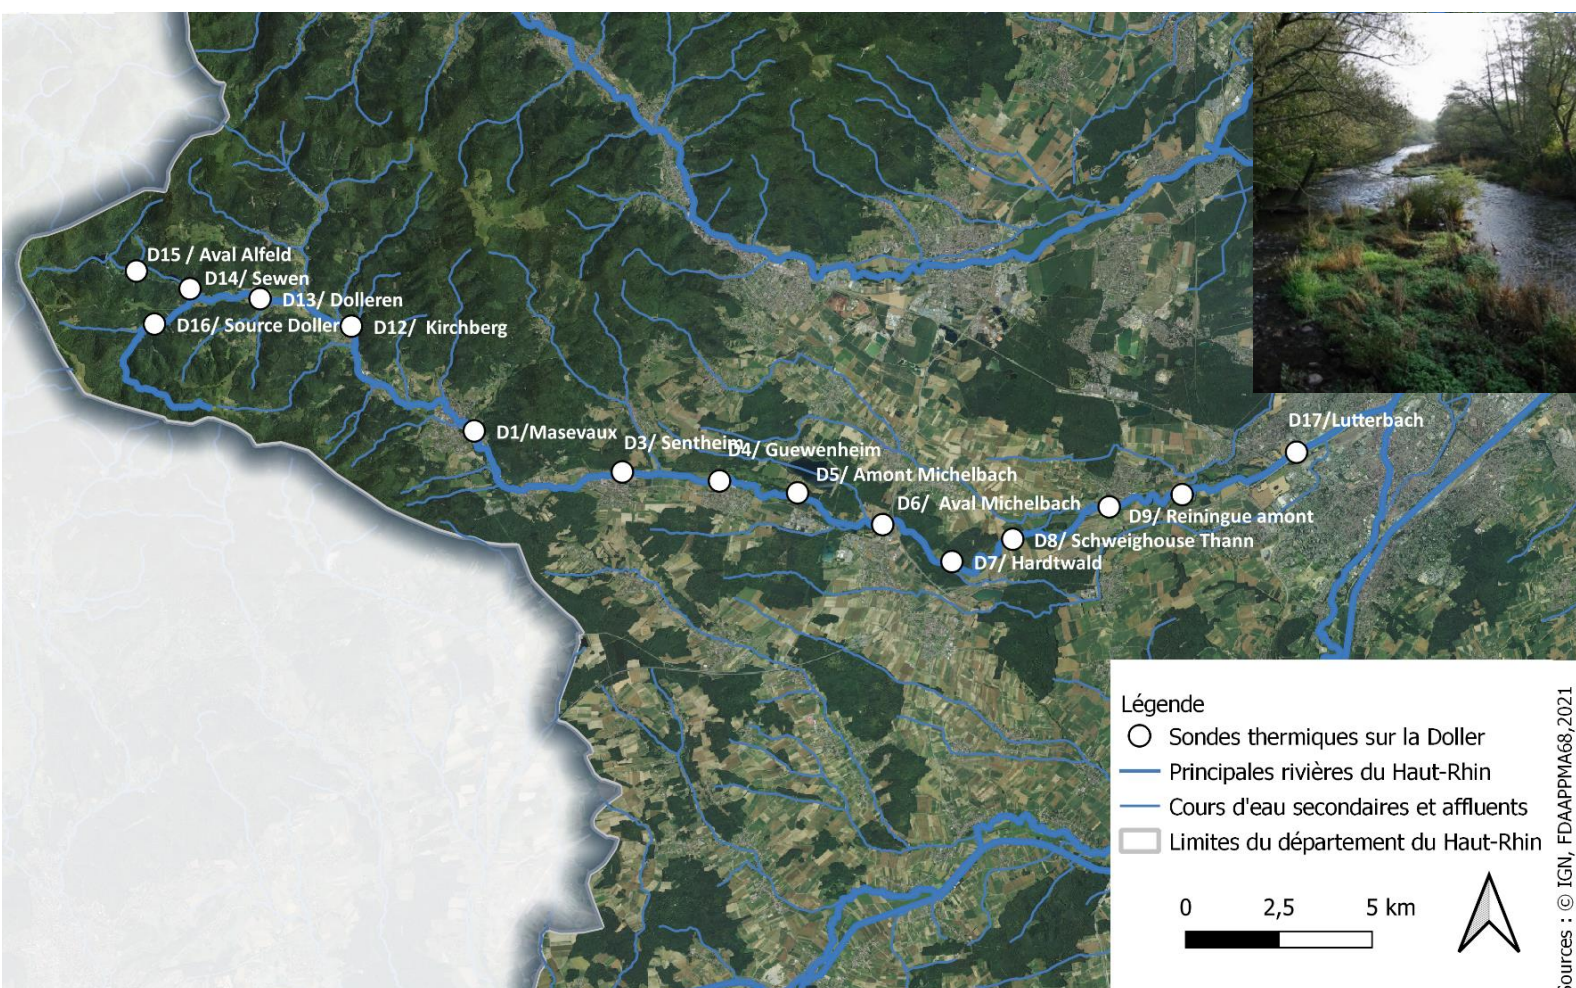 D15 / Aval Alfeld
D14/ Sewen
D13/ Dolleren
D16/ Source Doller
D12/  Kirchberg
D1/Masevaux
D3/ Sentheim
D4/ Guewenheim
D5/ Amont Michelbach
D6/  Aval Michelbach
D7/ Hardtwald
D8/ Schweighouse Thann
D9/ Reiningue amont
D17/Lutterbach
Légende
Sondes thermiques sur la Doller
Principales rivières du Haut-Rhin
Cours d'eau secondaires et affluents
Limites du département du Haut-Rhin
0 2,5 5 km
Sources : © IGN, FDAAPPMA68,2021